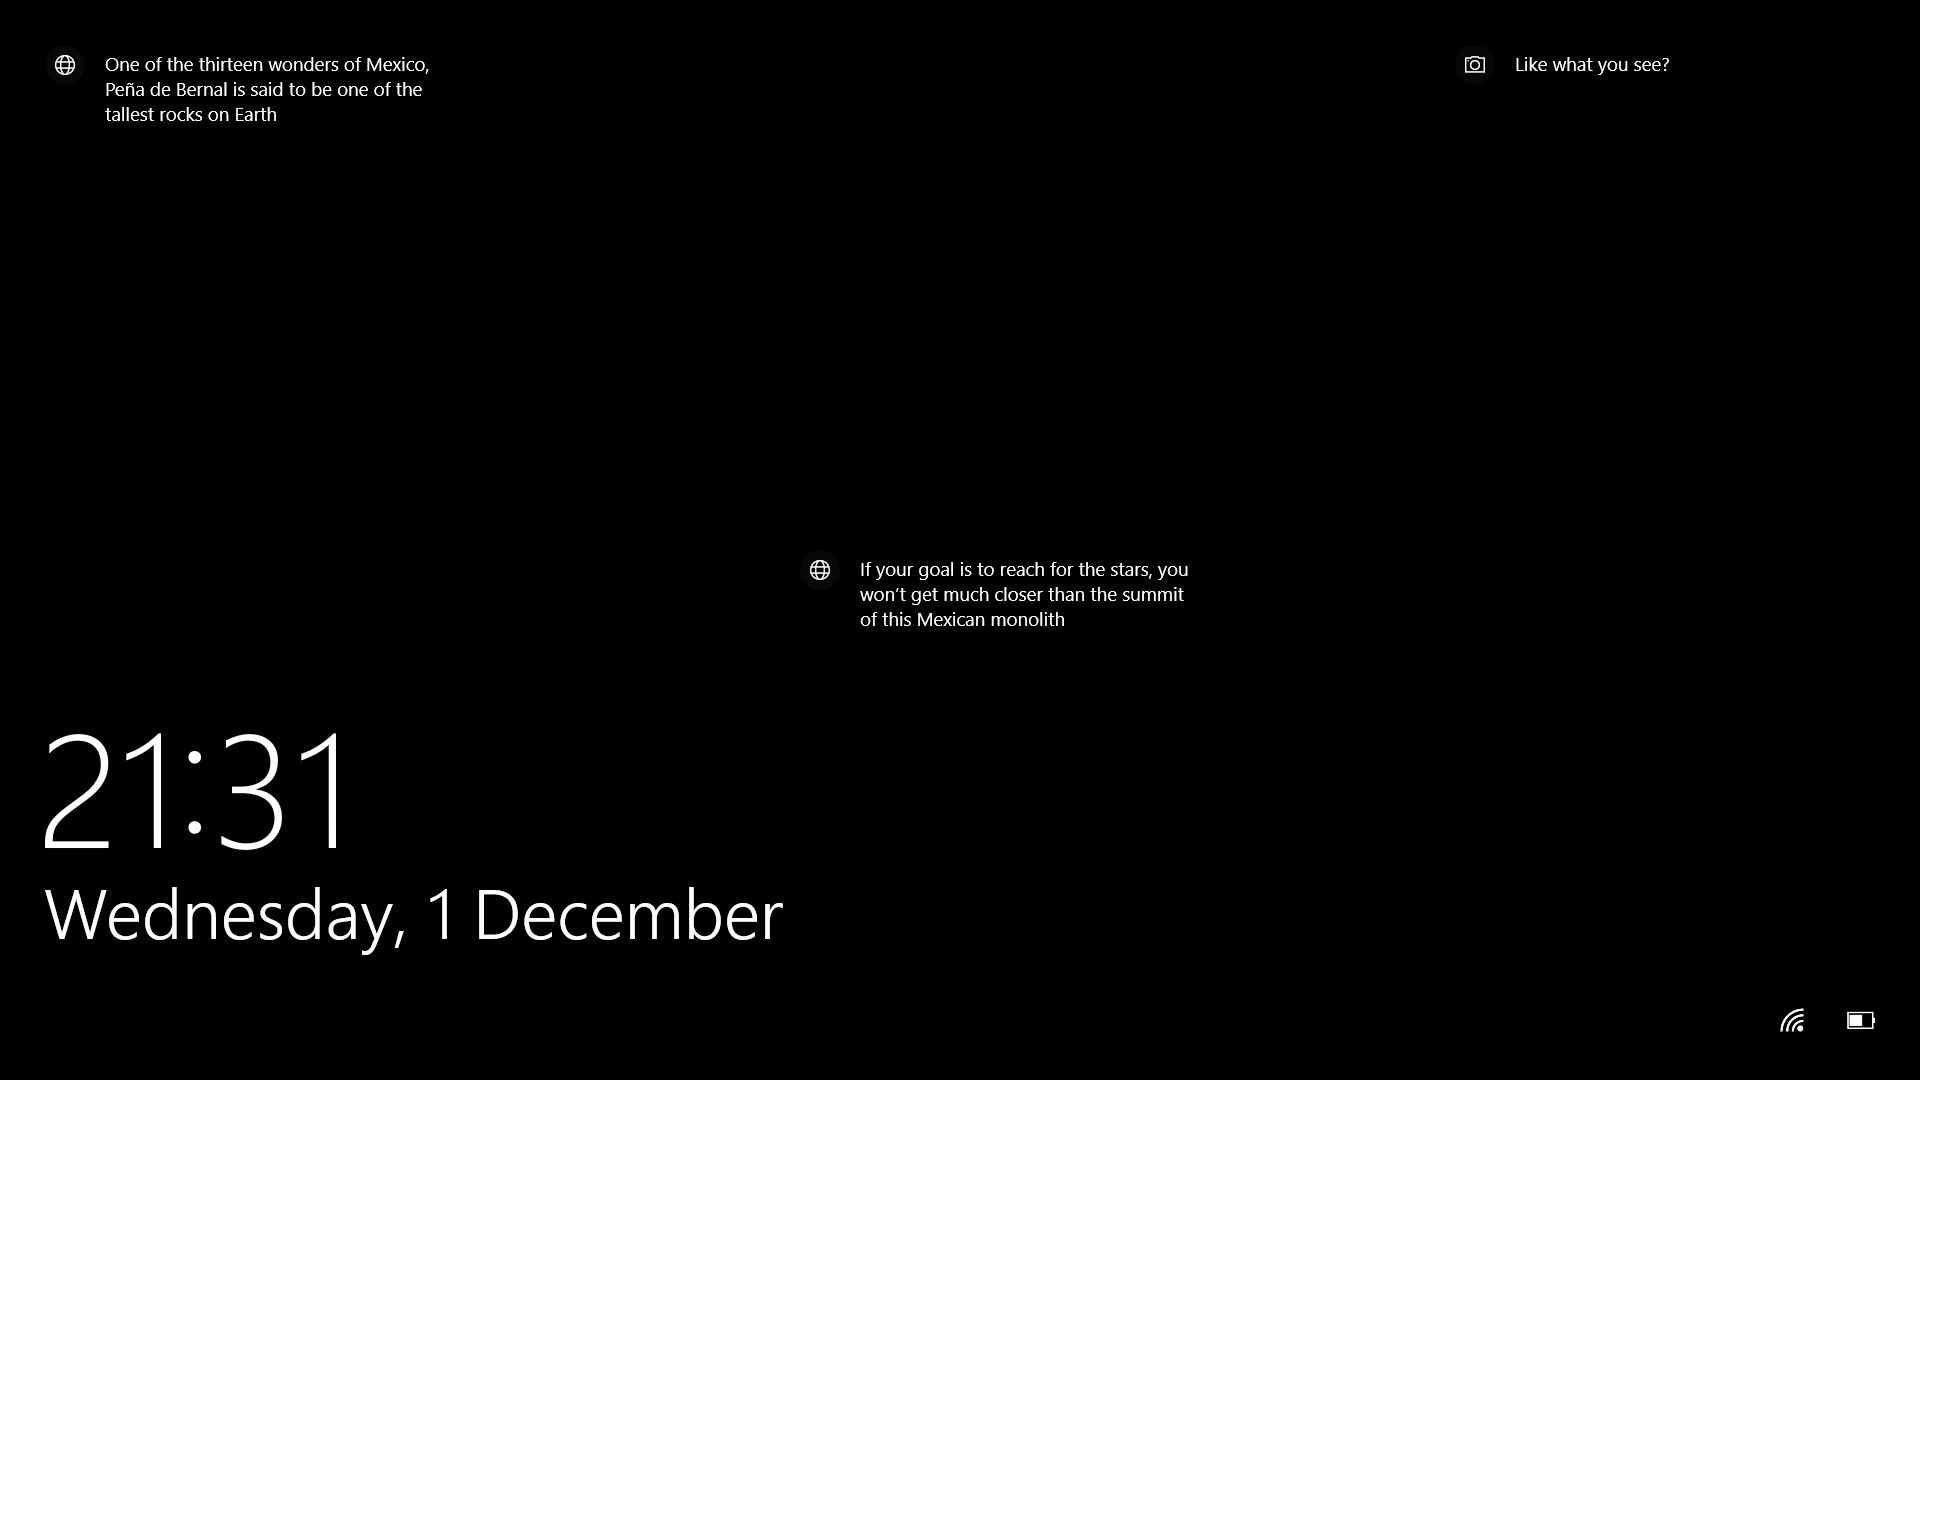 One of the thirteen wonders of Mexico,
Peña de Bernal is said to be one of the
tallest rocks on Earth
Like what you see?
If your goal is to reach for the stars, you
won't get much closer than the summit
of this Mexican monolith
21:31
Wednesday, 1 December